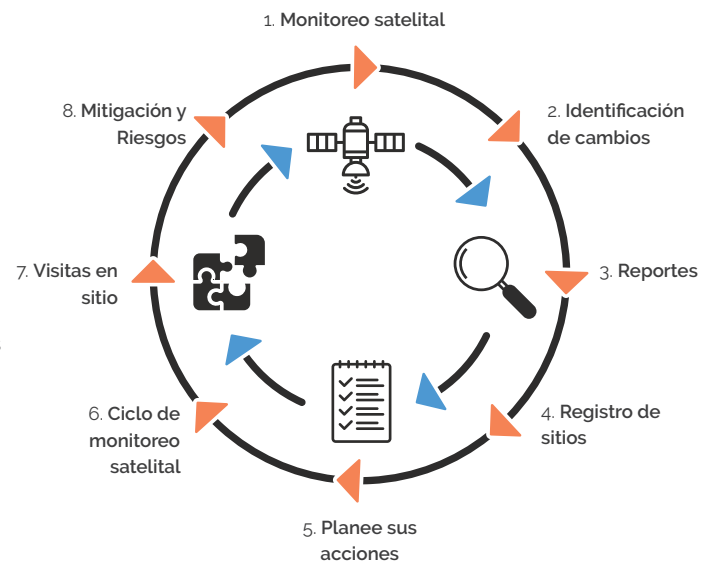 1. Monitoreo satelital
2. Identificación
de cambios
3. Reportes
4. Registro de
sitios
5. Planee sus
acciones
6. Ciclo de
monitoreo
satelital
7. Visitas en
sitio
8. Mitigación y
Riesgos